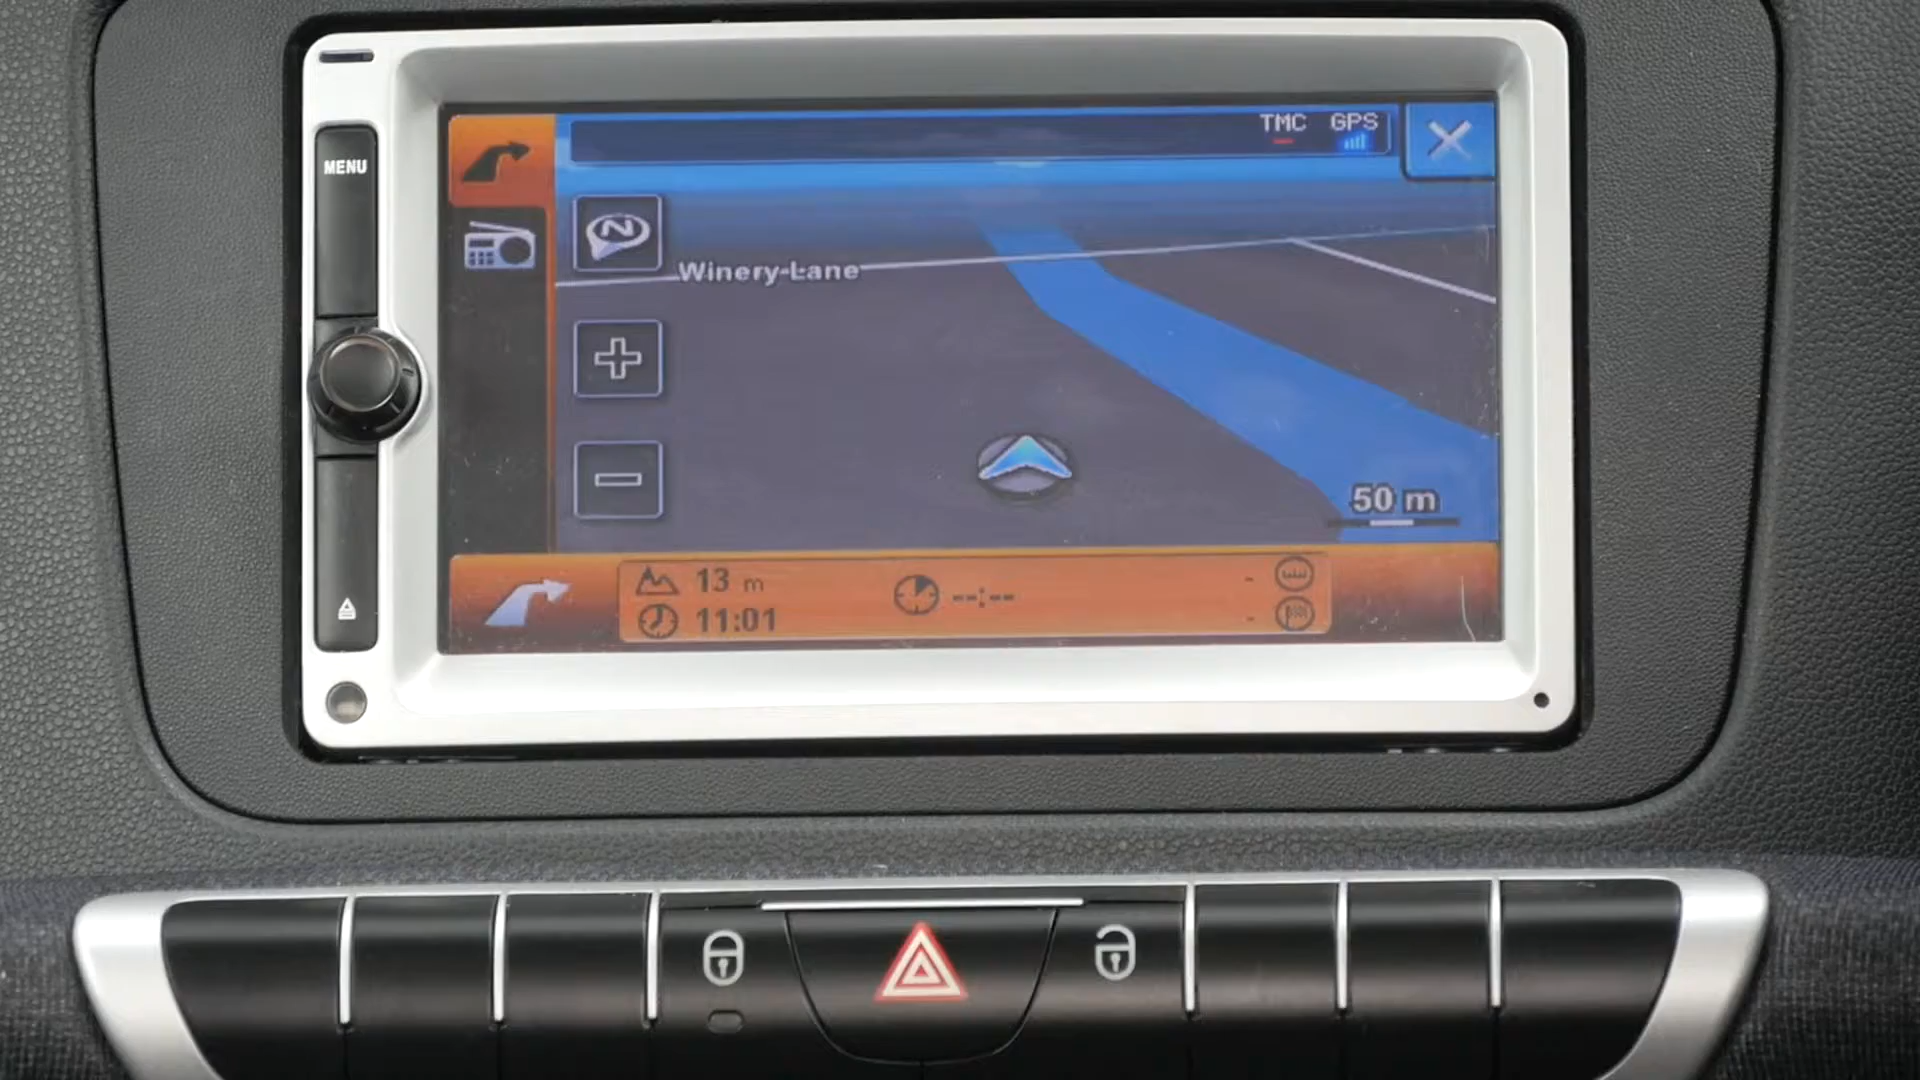 MENU
TMC GPS
Winery-Lane
50 m
13 m
--:-- -
11:01 -